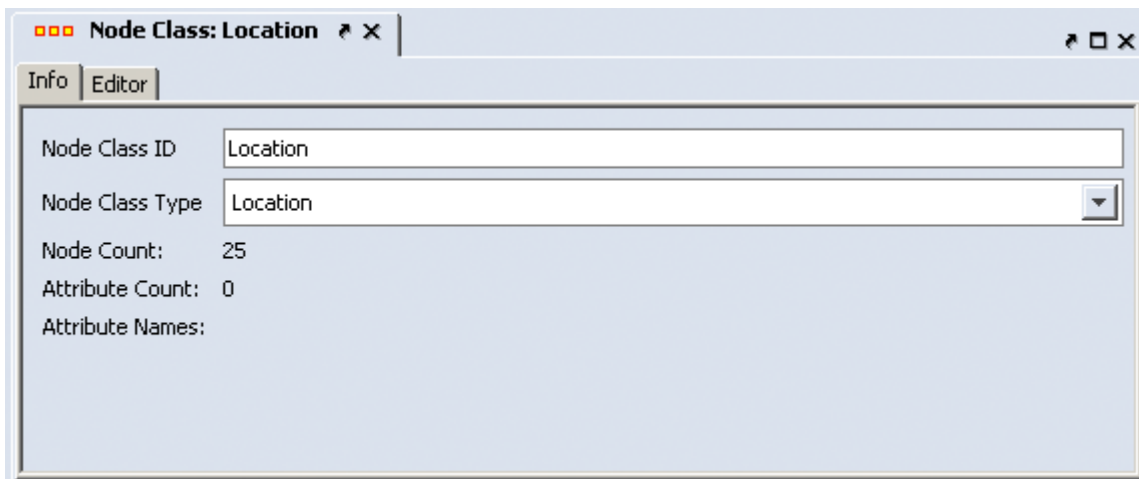 Node Class: Location
Info Editor
Node Class ID Location
Node Class Type Location
Node Count: 25
Attribute Count: 0
Attribute Names: